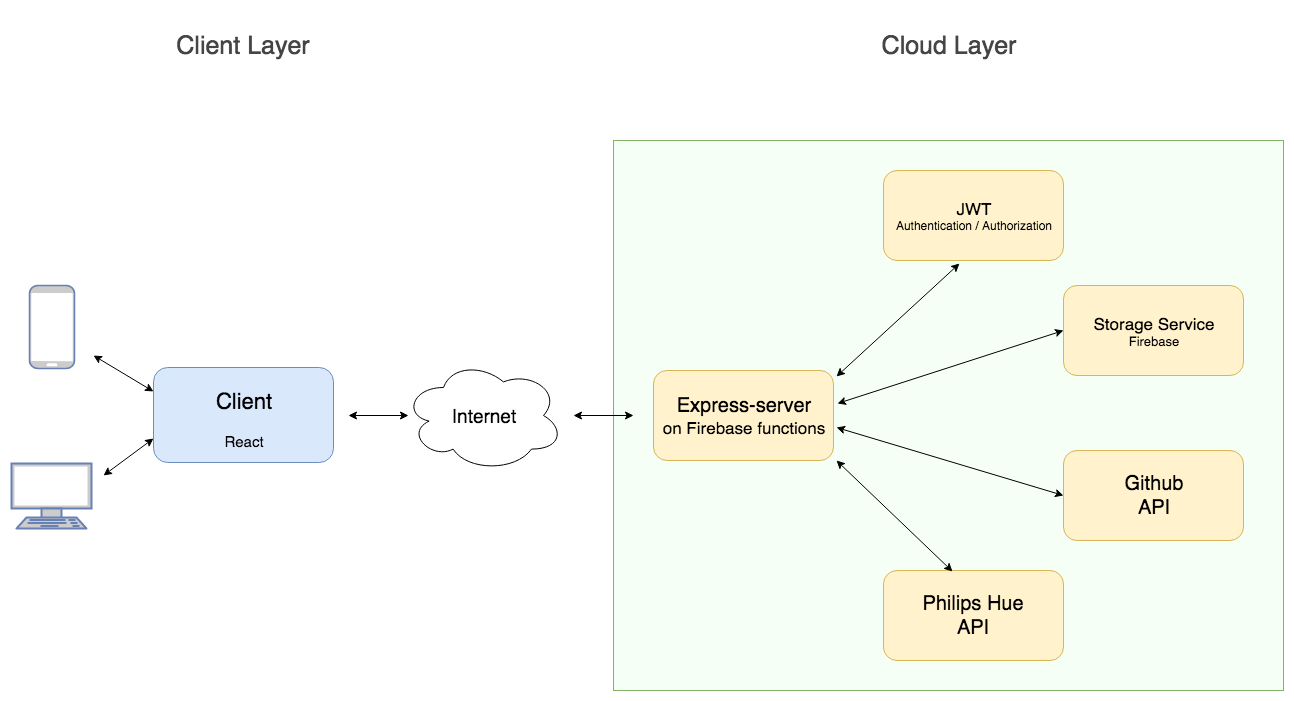 Client Layer
Cloud Layer
JWT
Authentication / Authorization
Storage Service
Firebase
Client
React
Internet
Express-server
on Firebase functions
Github
API
Philips Hue
API